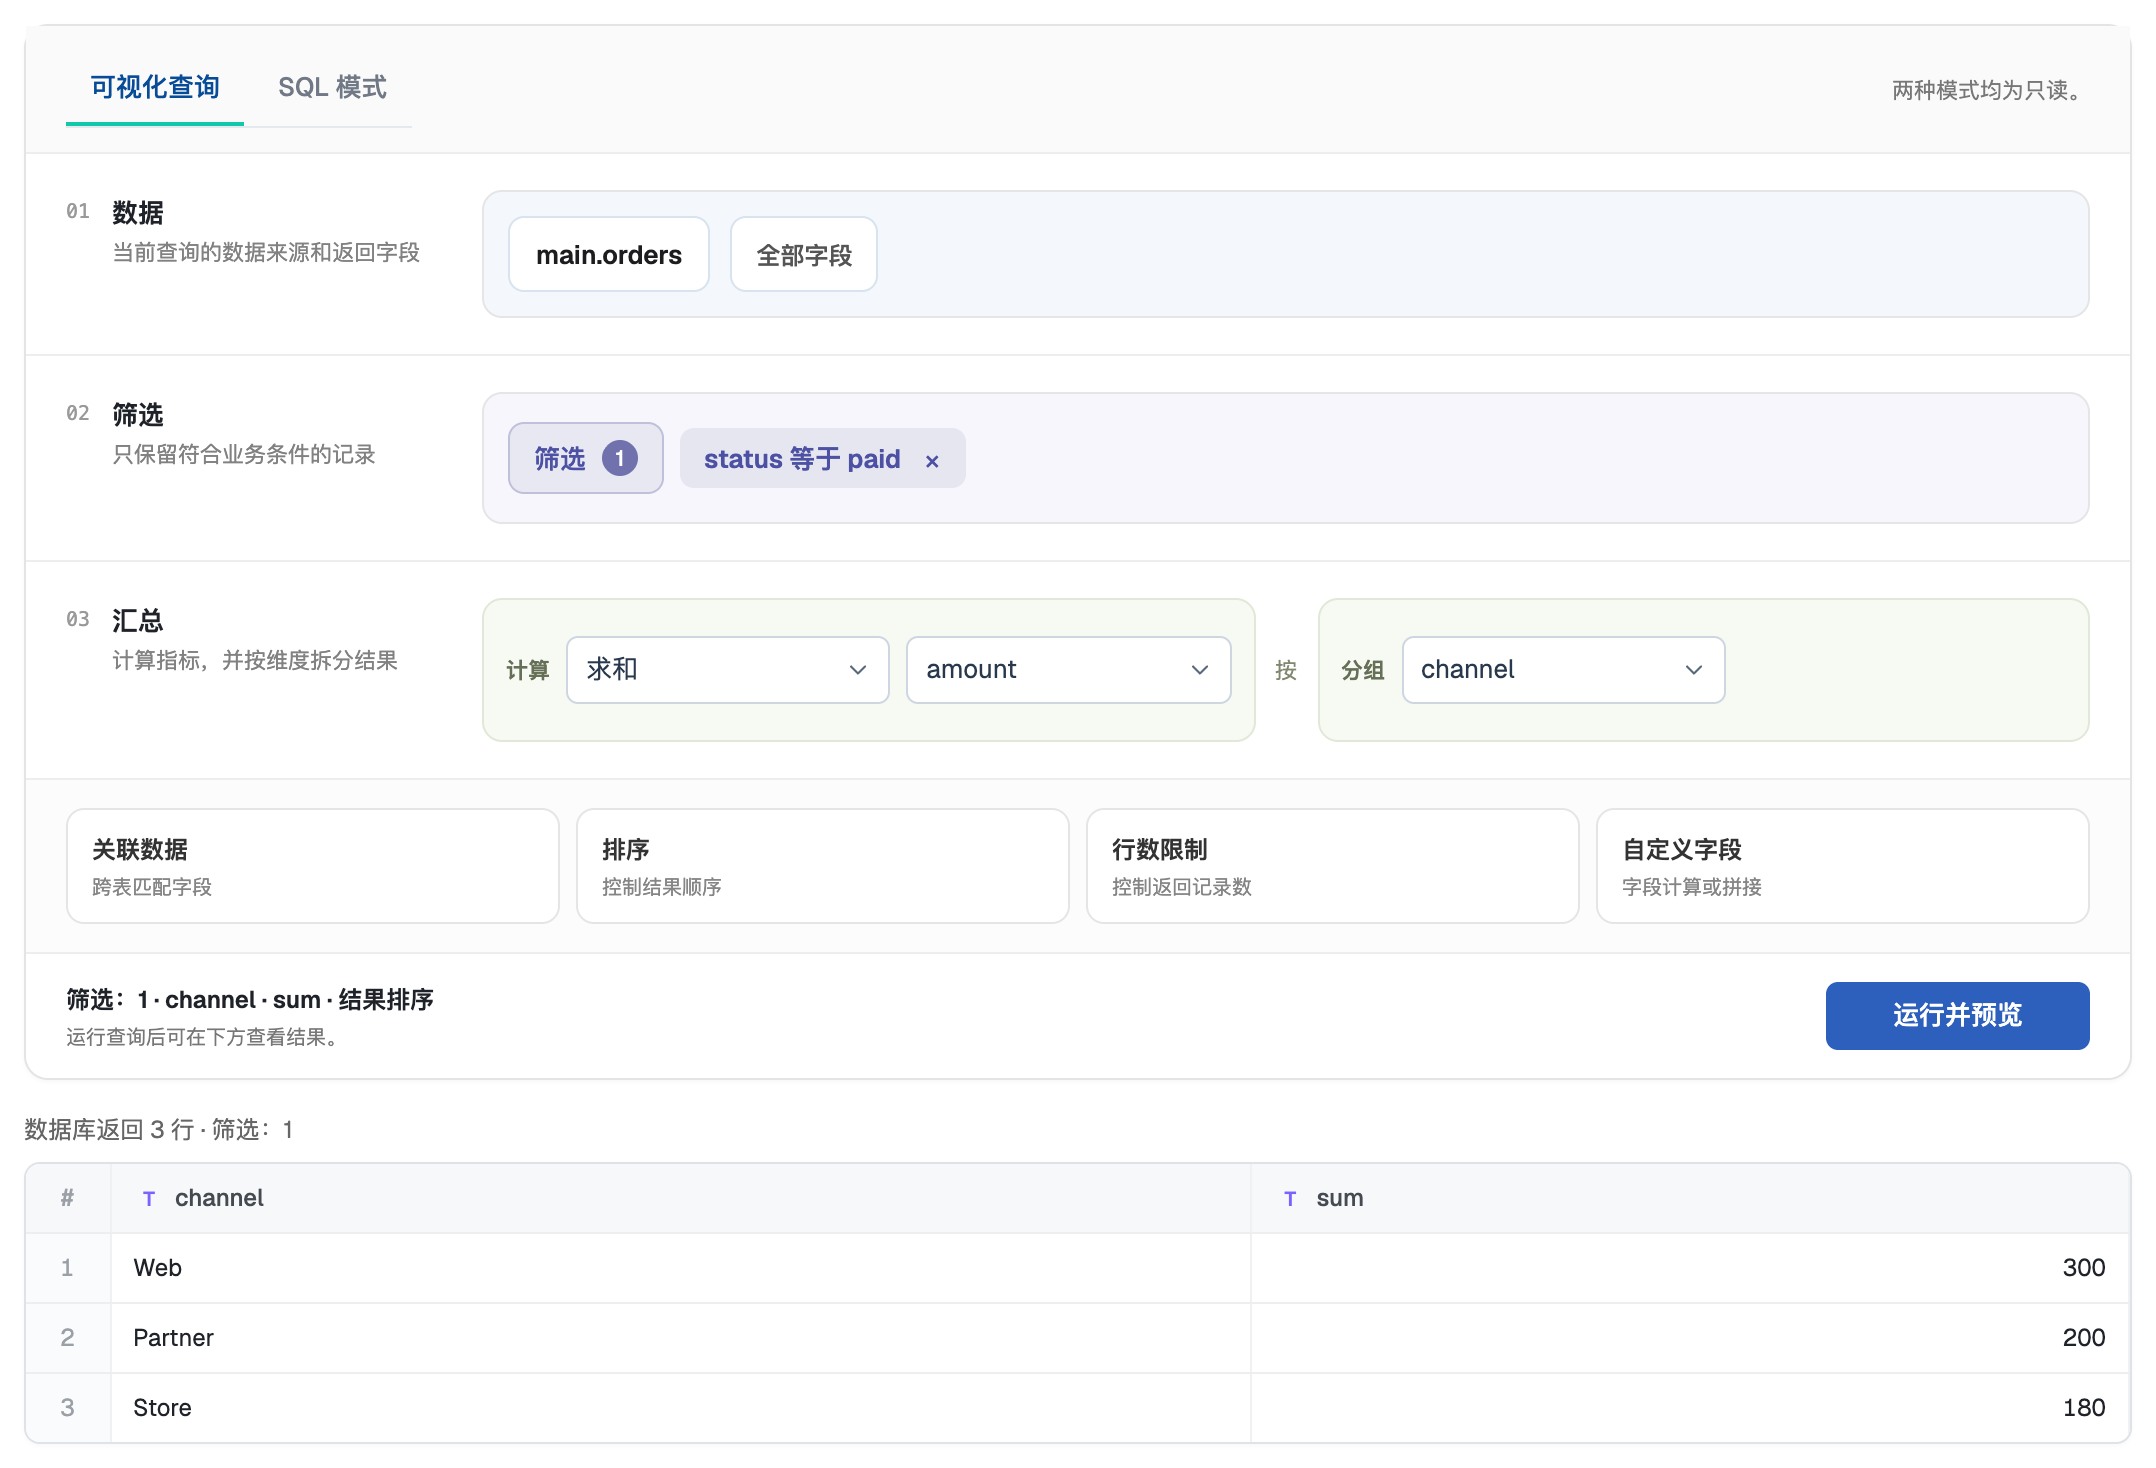 可视化查询 SQL 模式 两种模式均为只读。
01 数据
当前查询的数据来源和返回字段
main.orders 全部字段
02 筛选
只保留符合业务条件的记录
筛选 1 status 等于 paid ×
03 汇总
计算指标，并按维度拆分结果
计算 求和 amount 按 分组 channel
关联数据
跨表匹配字段
排序
控制结果顺序
行数限制
控制返回记录数
自定义字段
字段计算或拼接
筛选：1 · channel · sum · 结果排序
运行查询后可在下方查看结果。
运行并预览
数据库返回 3 行 · 筛选：1
# T channel T sum
1 Web 300
2 Partner 200
3 Store 180